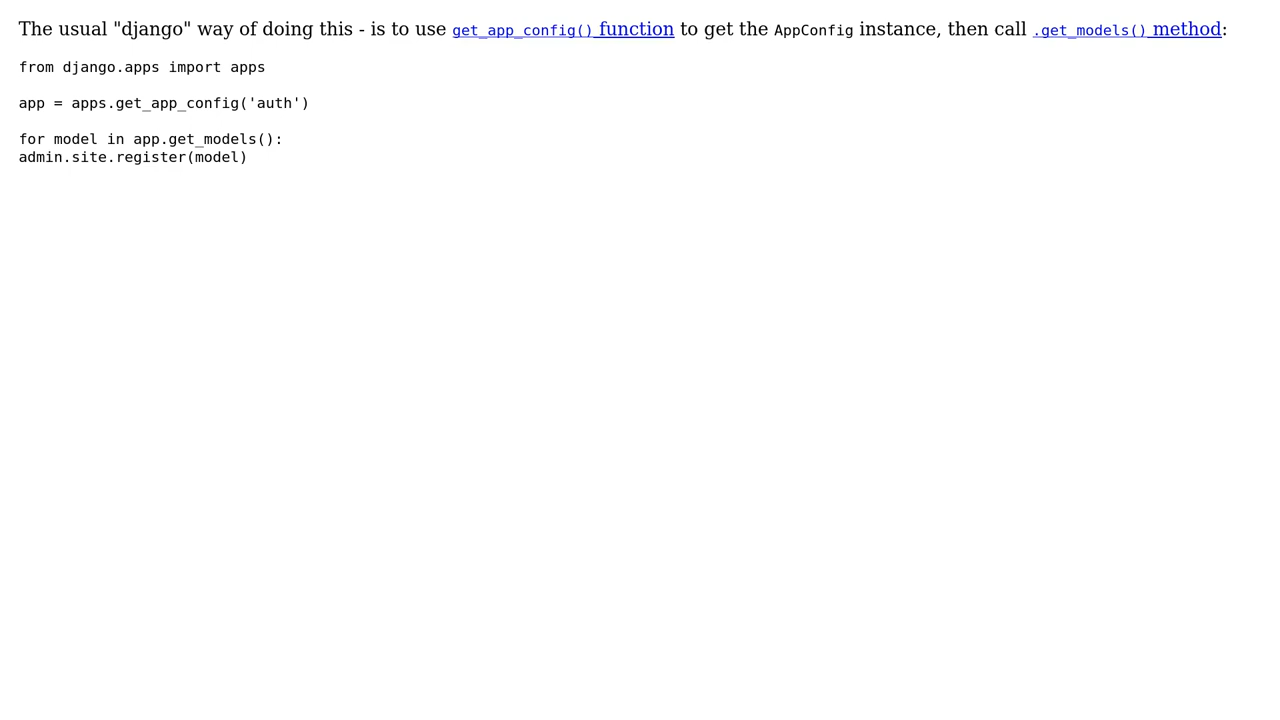 The usual "django" way of doing this - is to use get_app_config() function to get the AppConfig instance, then call .get_models() method:
from django.apps import apps
app = apps.get_app_config('auth')
for model in app.get_models():
admin.site.register(model)